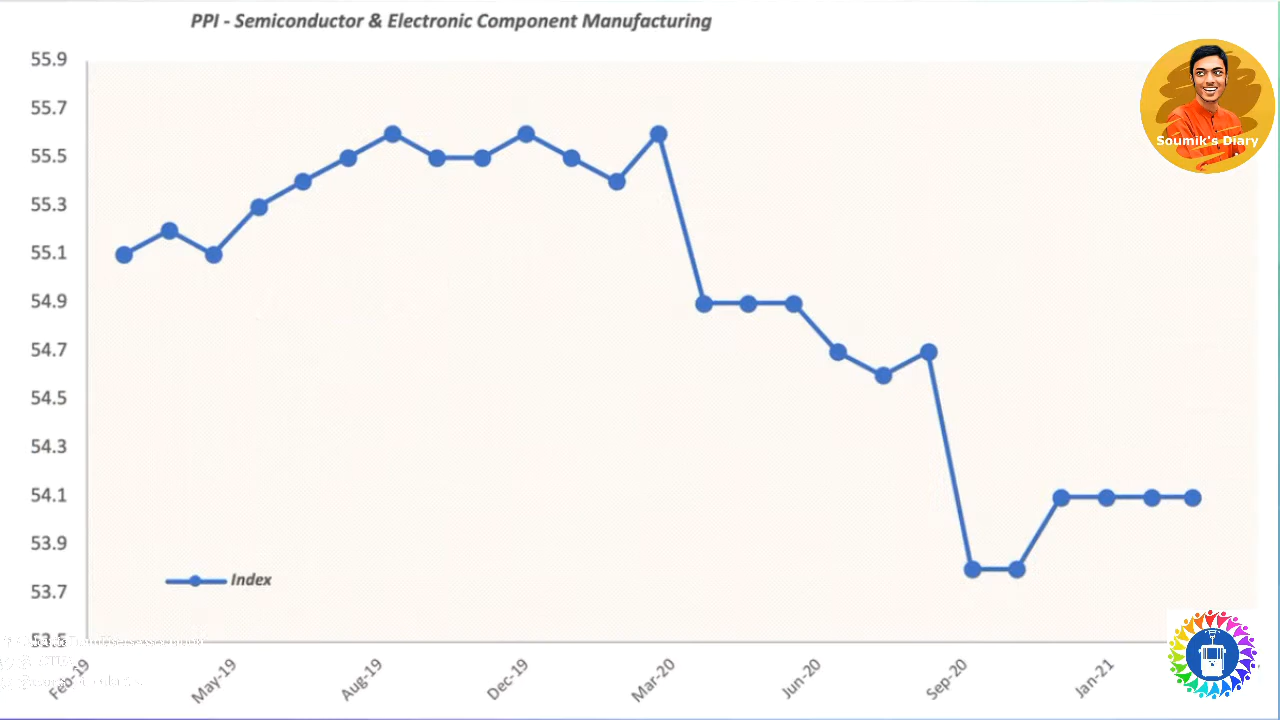 PPI - Semiconductor & Electronic Component Manufacturing
55.9
55.7
55.5
55.3
55.1
54.9
54.7
54.5
54.3
54.1
53.9
53.7
53.5
Index
Feb-19
May-19
Aug-19
Dec-19
Mar-20
Jun-20
Sep-20
Jan-21
Soumik's Diary